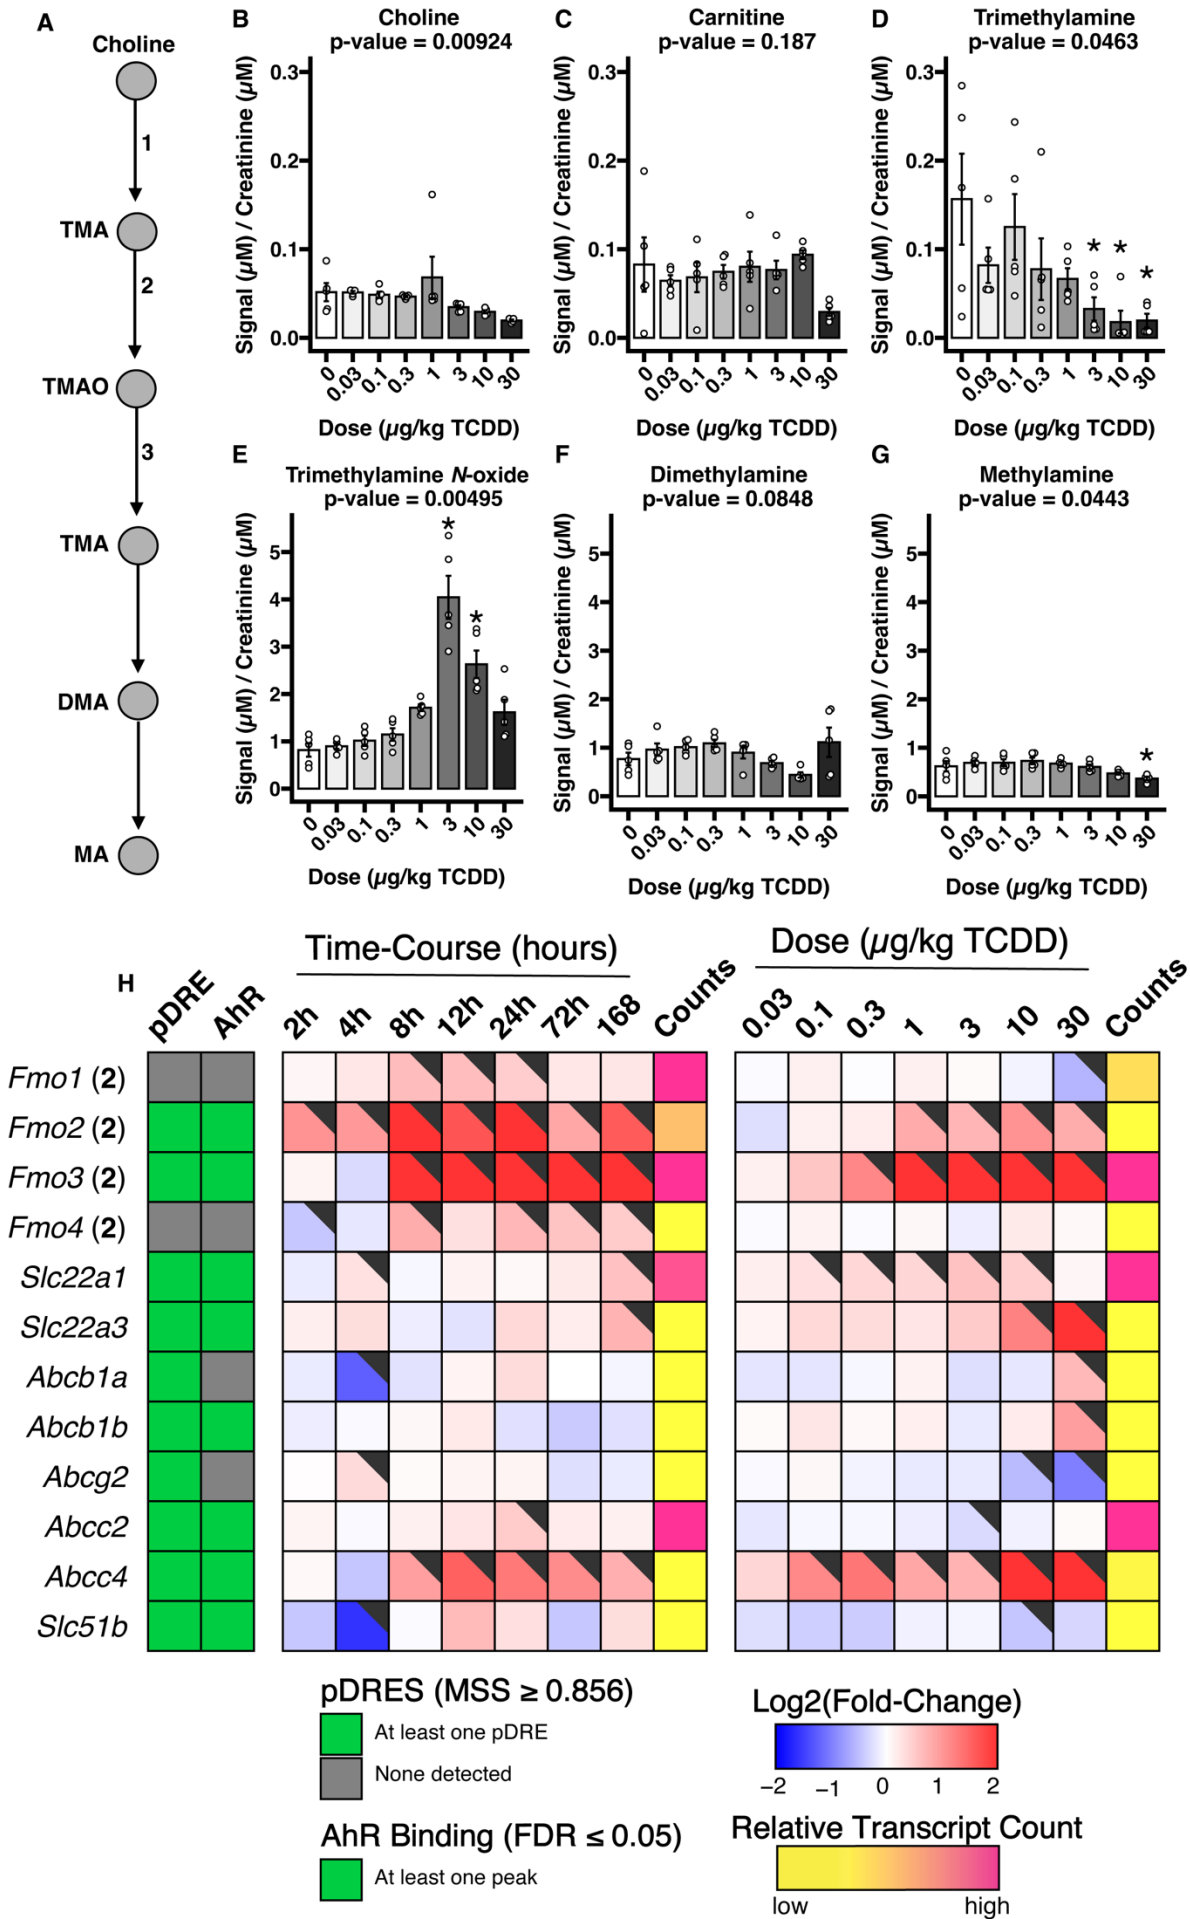 A
Choline
1
TMA
2
TMAO
3
TMA
DMA
MA
B
Choline
p-value = 0.00924
Signal (µM) / Creatinine (µM)
0.3
0.2
0.1
0.0
0 0.03 0.1 0.3 1 3 10 30
Dose (µg/kg TCDD)
C
Carnitine
p-value = 0.187
Signal (µM) / Creatinine (µM)
0.3
0.2
0.1
0.0
0 0.03 0.1 0.3 1 3 10 30
Dose (µg/kg TCDD)
D
Trimethylamine
p-value = 0.0463
Signal (µM) / Creatinine (µM)
0.3
0.2
0.1
0.0
* * *
0 0.03 0.1 0.3 1 3 10 30
Dose (µg/kg TCDD)
E
Trimethylamine N-oxide
p-value = 0.00495
Signal (µM) / Creatinine (µM)
5
4
3
2
1
0
* *
0 0.03 0.1 0.3 1 3 10 30
Dose (µg/kg TCDD)
F
Dimethylamine
p-value = 0.0848
Signal (µM) / Creatinine (µM)
5
4
3
2
1
0
0 0.03 0.1 0.3 1 3 10 30
Dose (µg/kg TCDD)
G
Methylamine
p-value = 0.0443
Signal (µM) / Creatinine (µM)
5
4
3
2
1
0
*
0 0.03 0.1 0.3 1 3 10 30
Dose (µg/kg TCDD)
H
Time-Course (hours)
Dose (µg/kg TCDD)
pDRE AhR 2h 4h 8h 12h 24h 72h 168 Counts 0.03 0.1 0.3 1 3 10 30 Counts
Fmo1 (2)
Fmo2 (2)
Fmo3 (2)
Fmo4 (2)
Slc22a1
Slc22a3
Abcb1a
Abcb1b
Abcg2
Abcc2
Abcc4
Slc51b
pDRES (MSS ≥ 0.856)
At least one pDRE
None detected
AhR Binding (FDR ≤ 0.05)
At least one peak
Log2(Fold-Change)
−2 −1 0 1 2
Relative Transcript Count
low high